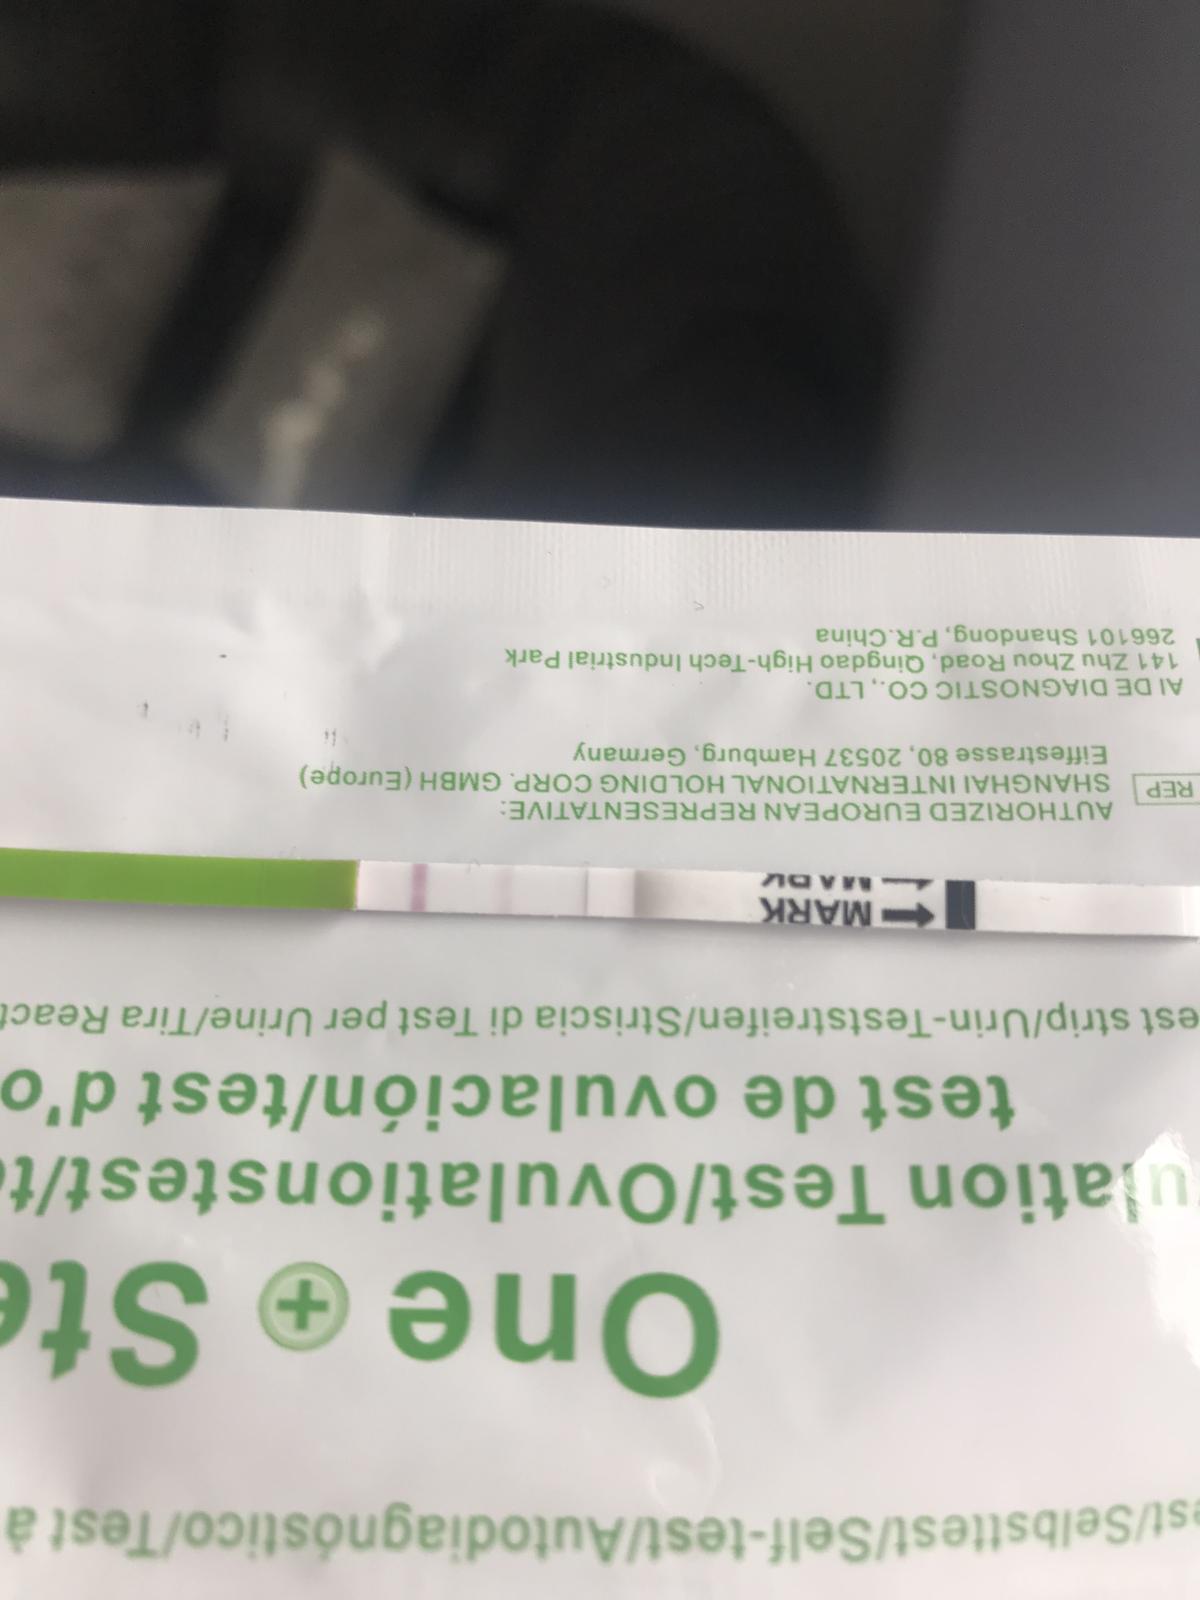 est/Selbsttest/Self-test/Autodiagnóstico/Test à
One + Ste
ulation Test/Ovulationstest/t
test de ovulación/test d'o
est strip/Urin-Teststreifen/Striscia di Test per Urine/Tira React
MARK
MARK
AUTHORIZED EUROPEAN REPRESENTATIVE:
REP SHANGHAI INTERNATIONAL HOLDING CORP. GMBH (Europe)
Eiffestrasse 80, 20537 Hamburg, Germany
AI DE DIAGNOSTIC CO., LTD.
141 Zhu Zhou Road, Qingdao High-Tech Industrial Park
266101 Shandong, P.R.China